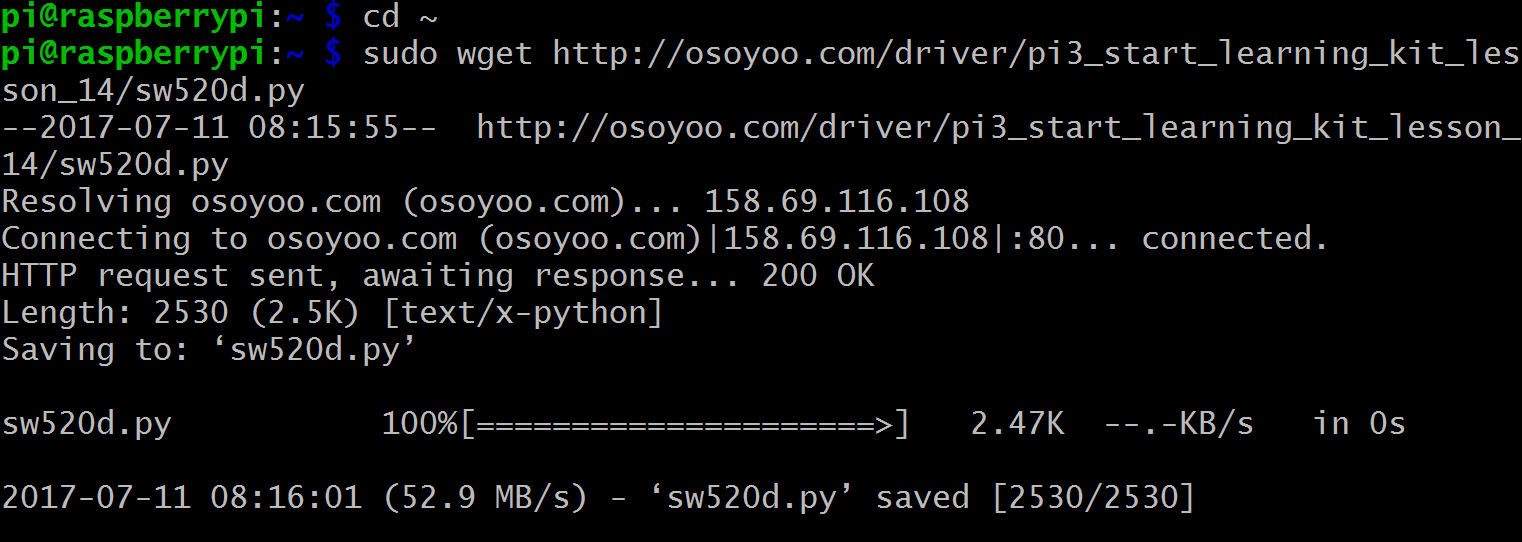 pi@raspberrypi:~ $ cd ~
pi@raspberrypi:~ $ sudo wget http://osoyoo.com/driver/pi3_start_learning_kit_les
son_14/sw520d.py
--2017-07-11 08:15:55--  http://osoyoo.com/driver/pi3_start_learning_kit_lesson_
14/sw520d.py
Resolving osoyoo.com (osoyoo.com)... 158.69.116.108
Connecting to osoyoo.com (osoyoo.com)|158.69.116.108|:80... connected.
HTTP request sent, awaiting response... 200 OK
Length: 2530 (2.5K) [text/x-python]
Saving to: ‘sw520d.py’
sw520d.py           100%[=====================>]   2.47K  --.-KB/s   in 0s
2017-07-11 08:16:01 (52.9 MB/s) - ‘sw520d.py’ saved [2530/2530]